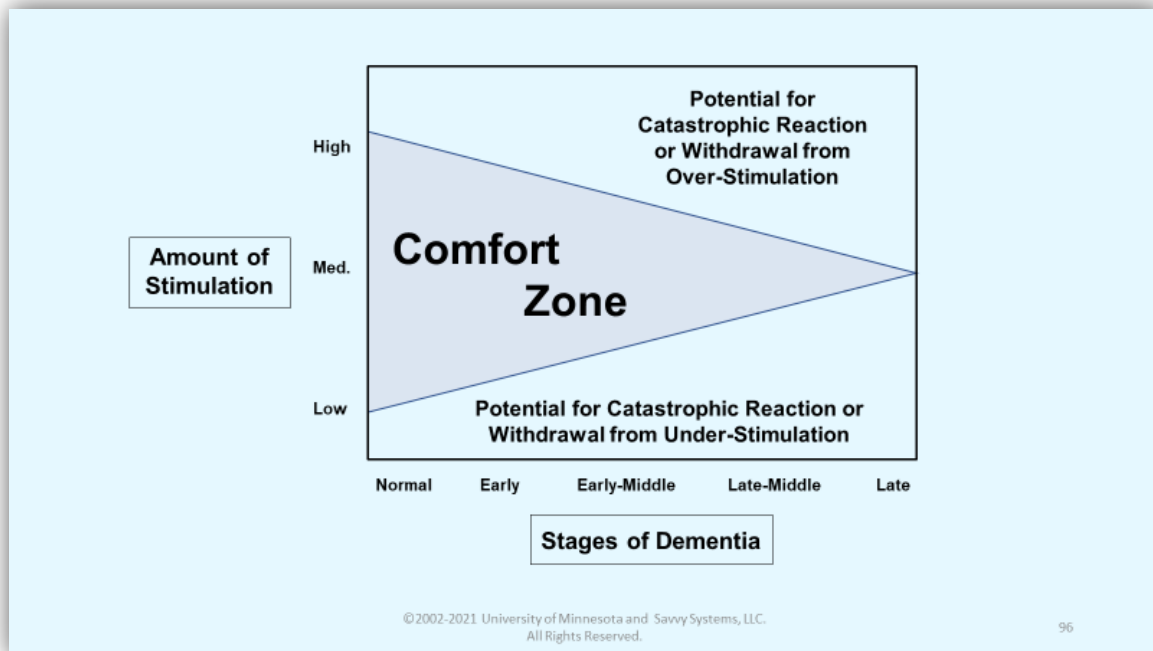 Potential for
Catastrophic Reaction
or Withdrawal from
Over-Stimulation
High
Amount of
Stimulation
Med.
Comfort
Zone
Low
Potential for Catastrophic Reaction or
Withdrawal from Under-Stimulation
Normal Early Early-Middle Late-Middle Late
Stages of Dementia
©2002-2021 University of Minnesota and Savvy Systems, LLC.
All Rights Reserved.
96